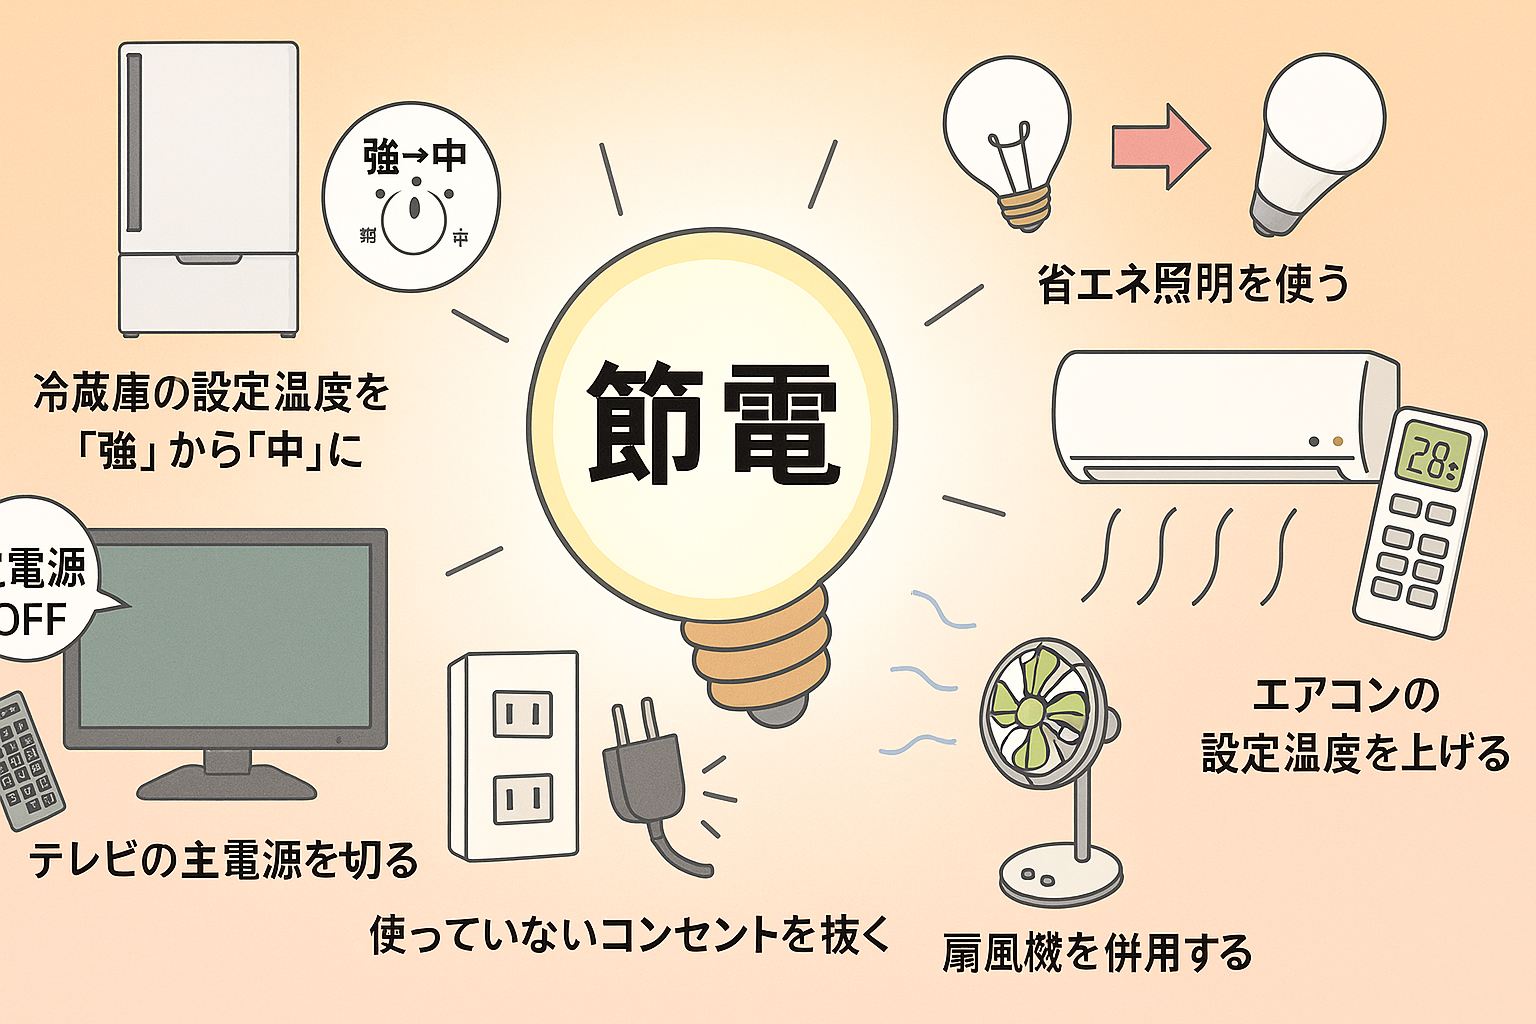 強→中
冷蔵庫の設定温度を
「強」から「中」に
省エネ照明を使う
節電
28
電源
OFF
エアコンの
設定温度を上げる
テレビの主電源を切る
使っていないコンセントを抜く
扇風機を併用する